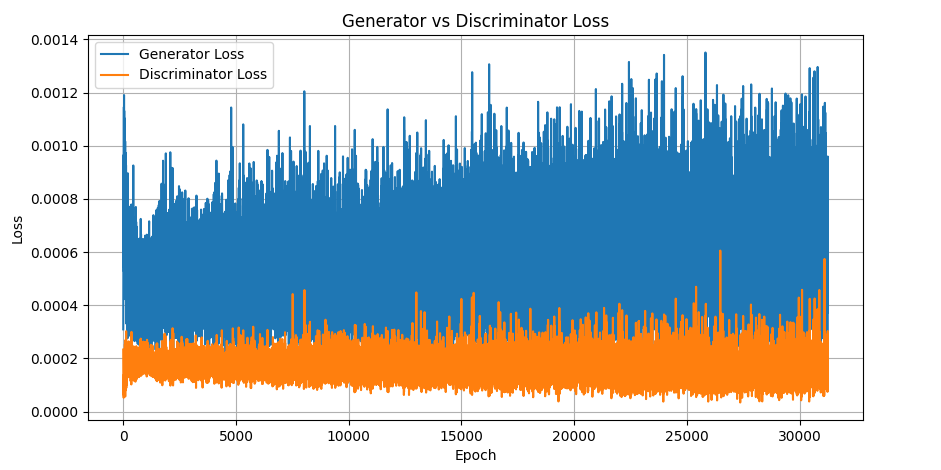 Generator vs Discriminator Loss
Generator Loss
Discriminator Loss
0.0014
0.0012
0.0010
0.0008
0.0006
0.0004
0.0002
0.0000
Loss
0 5000 10000 15000 20000 25000 30000
Epoch